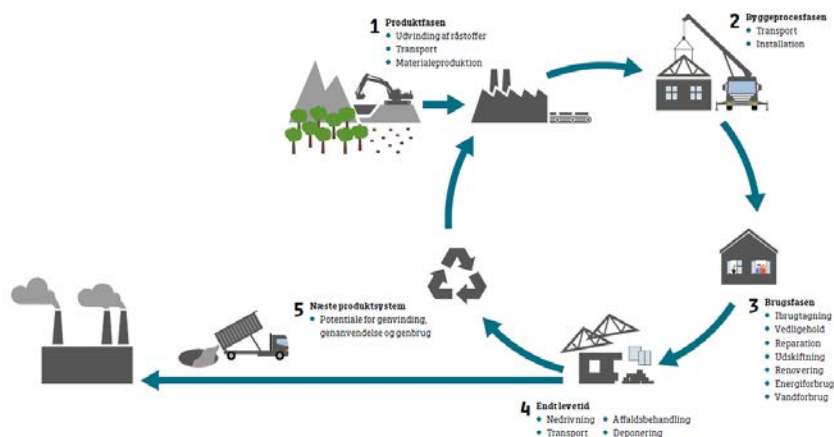 1 Produktfasen
• Udvinding af råstoffer
• Transport
• Materialeproduktion
2 Byggeprocesfasen
• Transport
• Installation
3 Brugsfasen
• Ibrugtagning
• Vedligehold
• Reparation
• Udskiftning
• Renovering
• Energiforbrug
• Vandforbrug
4 Endt levetid
• Nedrivning • Affaldsbehandling
• Transport • Deponering
5 Næste produktsystem
• Potentiale for genvinding,
genanvendelse og genbrug